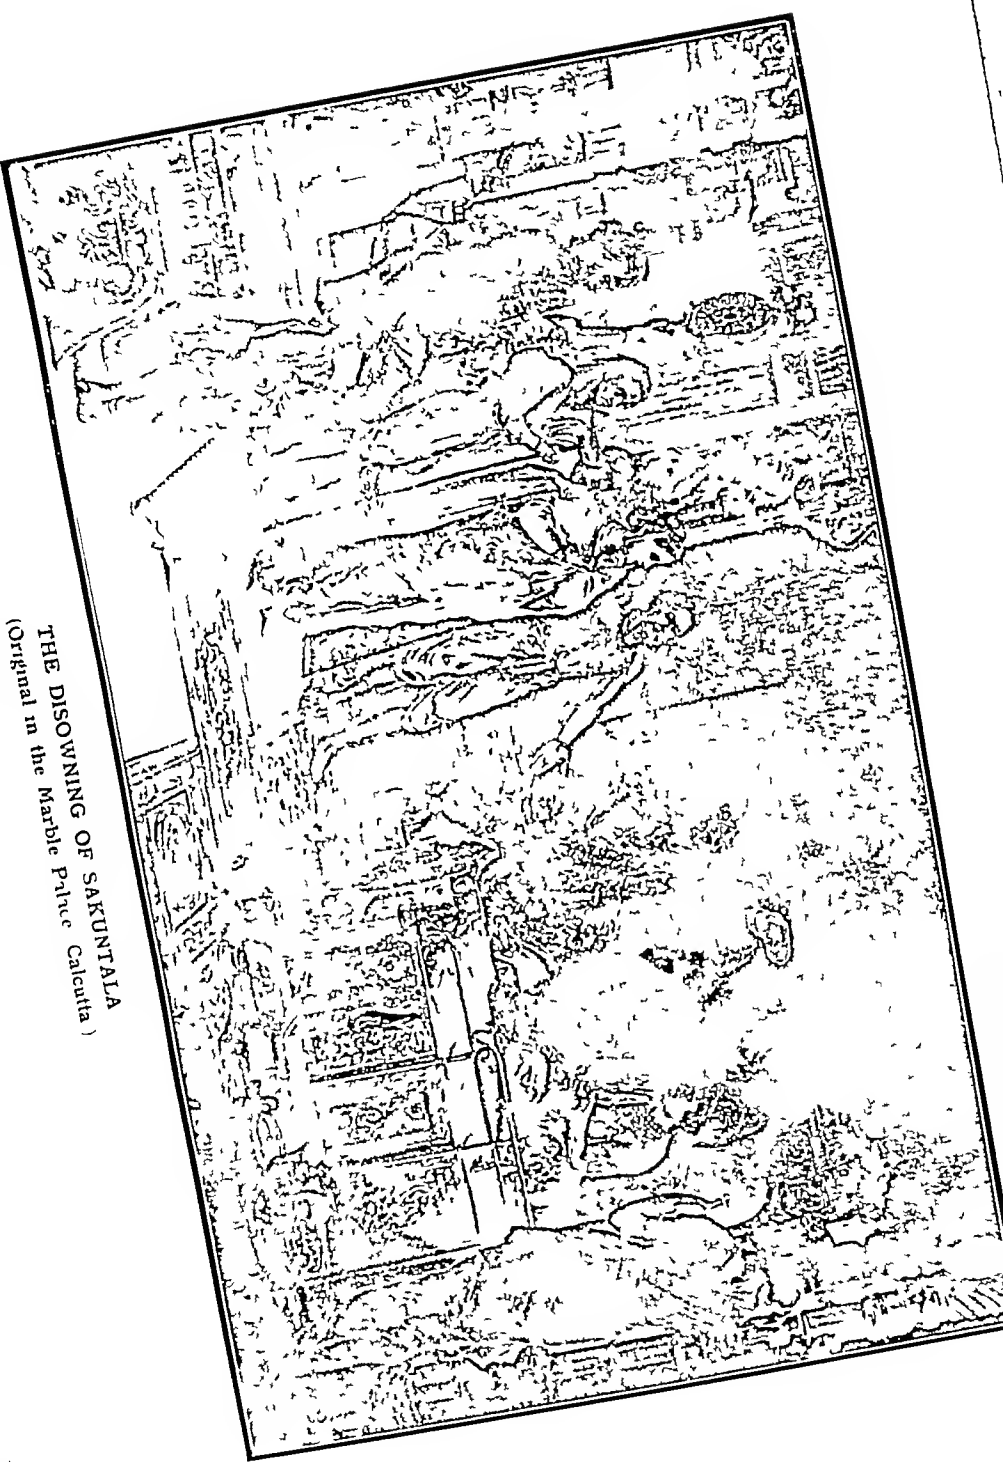 THE DISOWNING OF SAKUNTALA
(Original in the Marble Palace Calcutta)